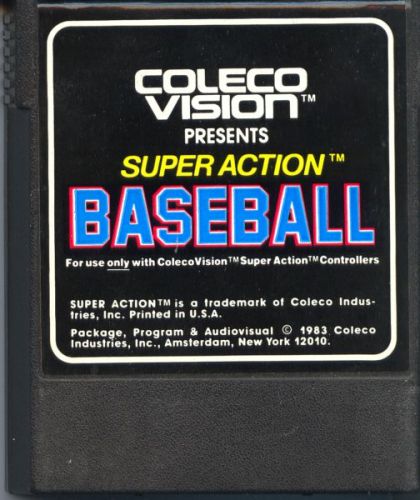 COLECO
VISION™
PRESENTS
SUPER ACTION™
BASEBALL
For use only with ColecoVision™ Super Action™ Controllers
SUPER ACTION™ is a trademark of Coleco Indus-
tries, Inc. Printed in U.S.A.
Package, Program & Audiovisual © 1983 Coleco
Industries, Inc., Amsterdam, New York 12010.